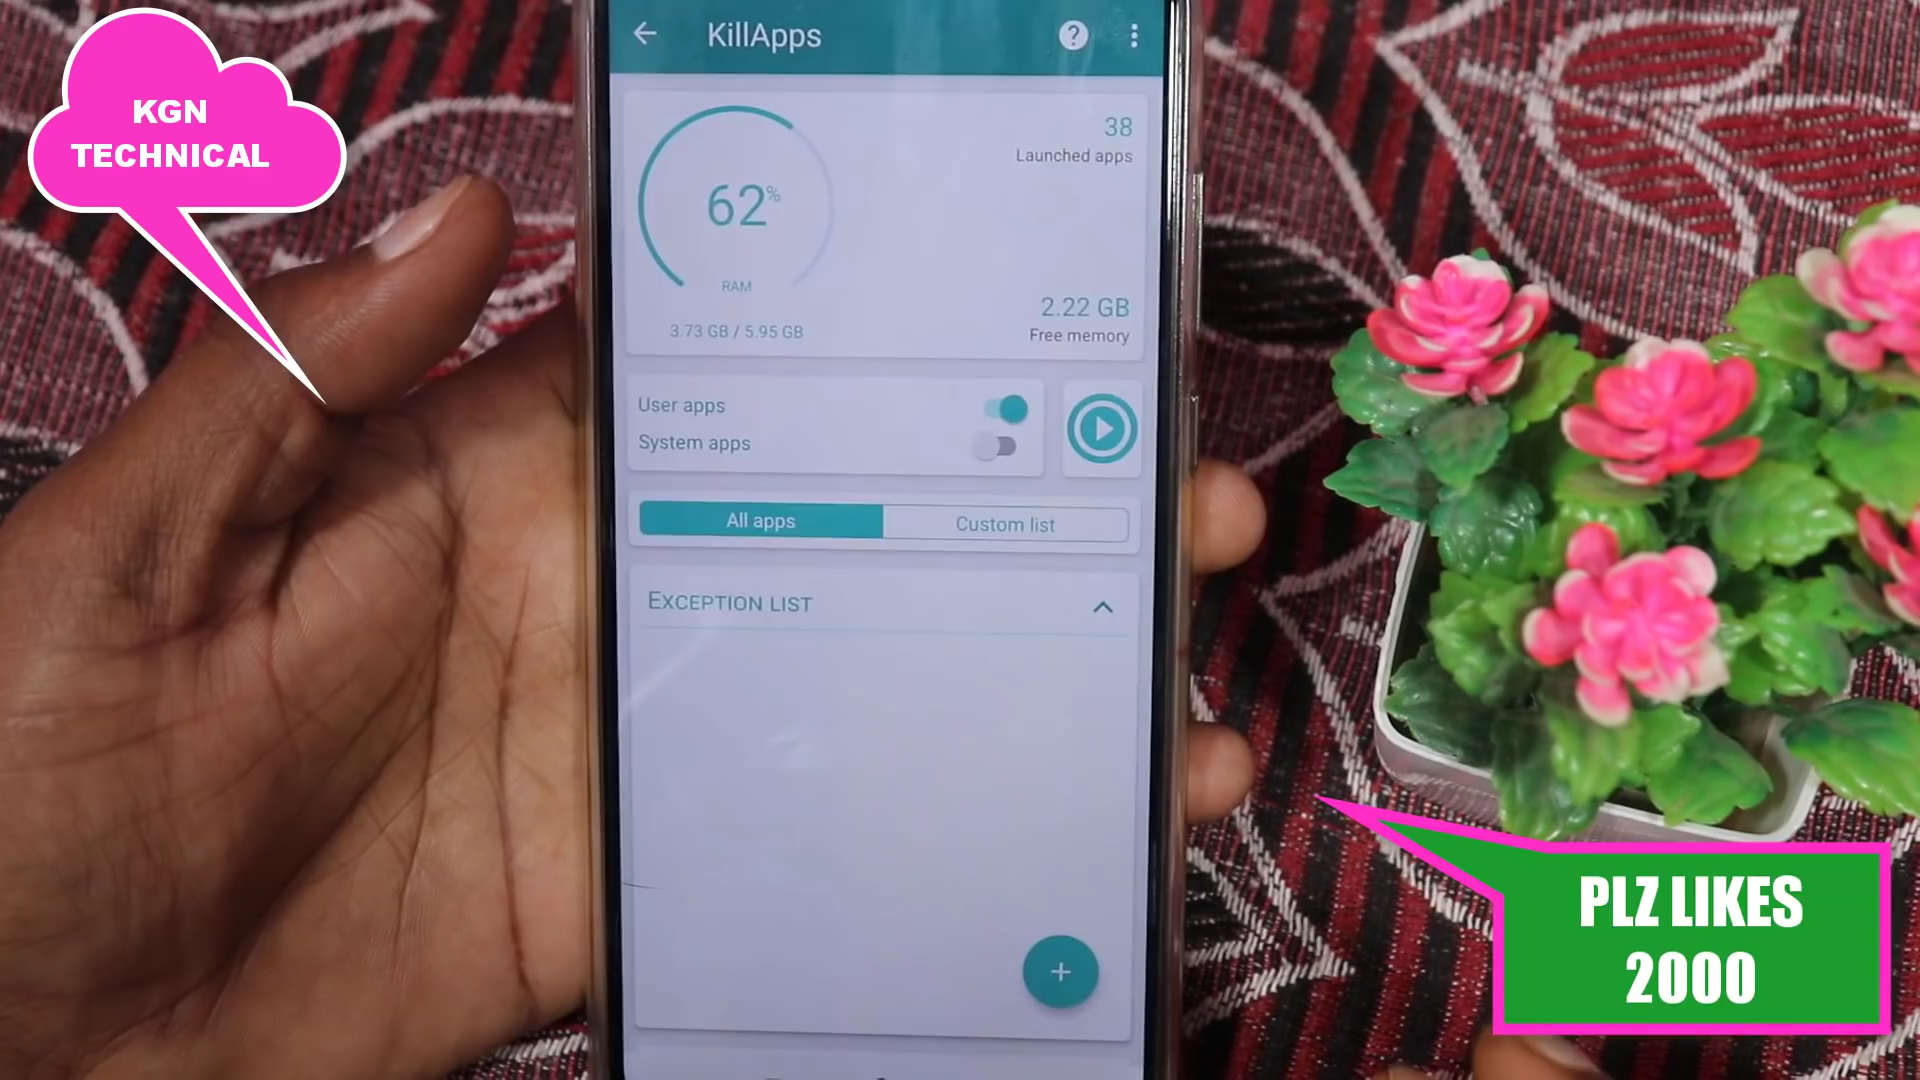 KGN
TECHNICAL
KillApps
?
62%
RAM
3.73 GB / 5.95 GB
38
Launched apps
2.22 GB
Free memory
User apps
System apps
All apps
Custom list
EXCEPTION LIST
+
PLZ LIKES
2000